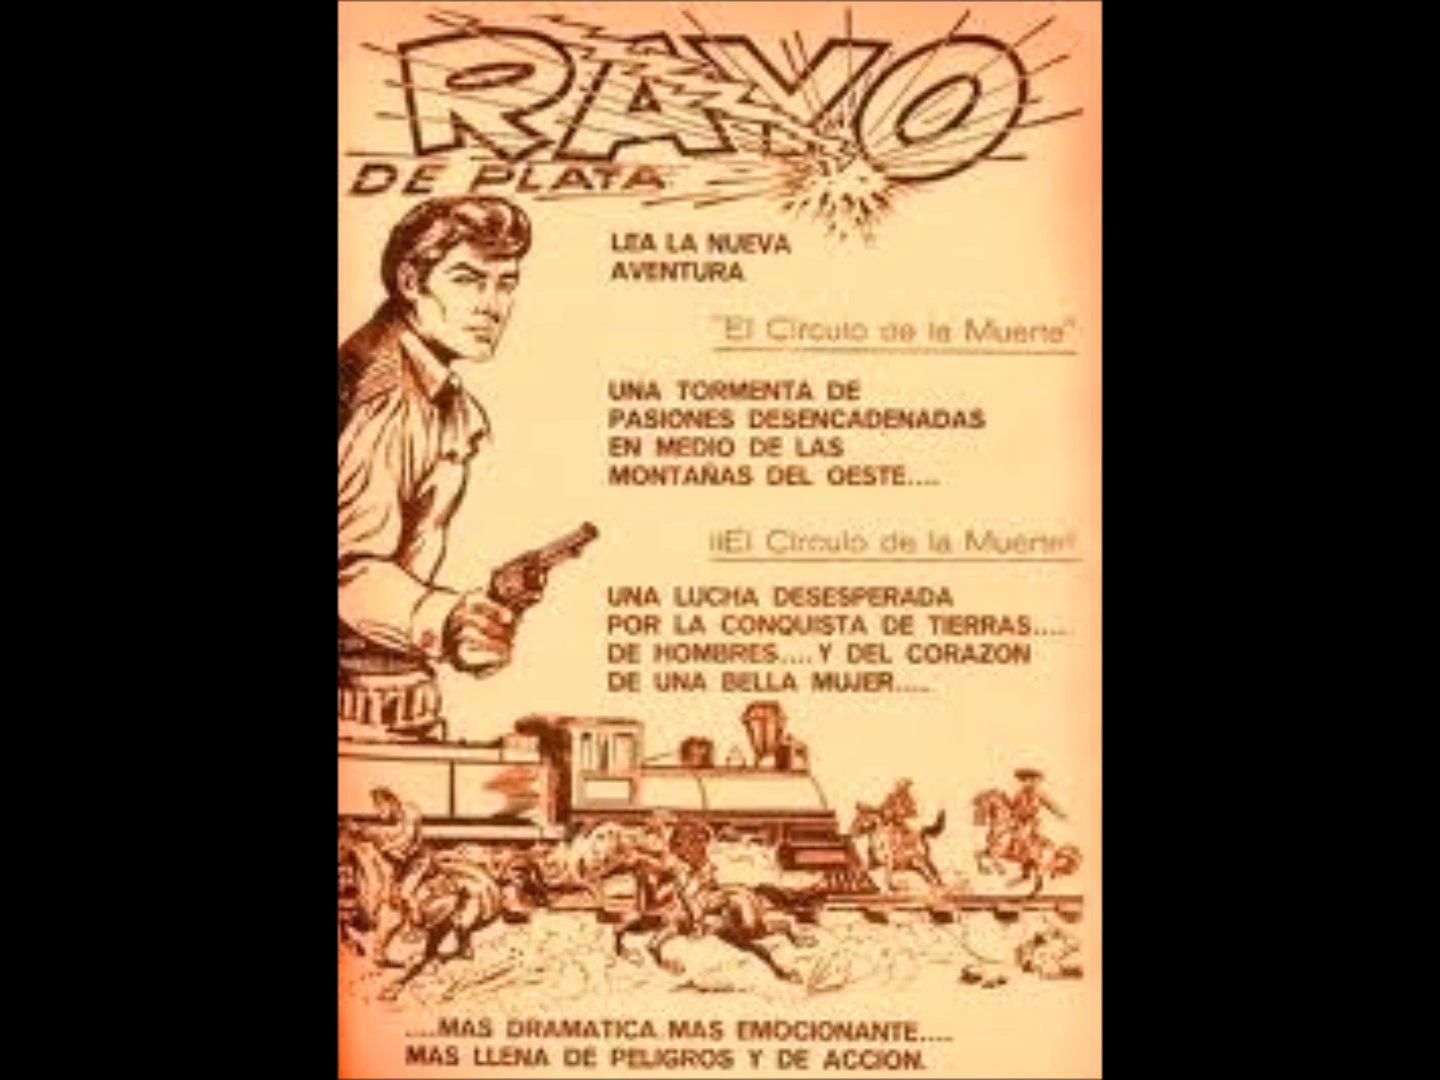 RAYO
DE PLATA
LEA LA NUEVA
AVENTURA
"El Circulo de la Muerte"
UNA TORMENTA DE
PASIONES DESENCADENADAS
EN MEDIO DE LAS
MONTAÑAS DEL OESTE....
¡¡El Circulo de la Muerte!!
UNA LUCHA DESESPERADA
POR LA CONQUISTA DE TIERRAS.....
DE HOMBRES....Y DEL CORAZON
DE UNA BELLA MUJER.....
....MAS DRAMATICA. MAS EMOCIONANTE....
MAS LLENA DE PELIGROS Y DE ACCION.